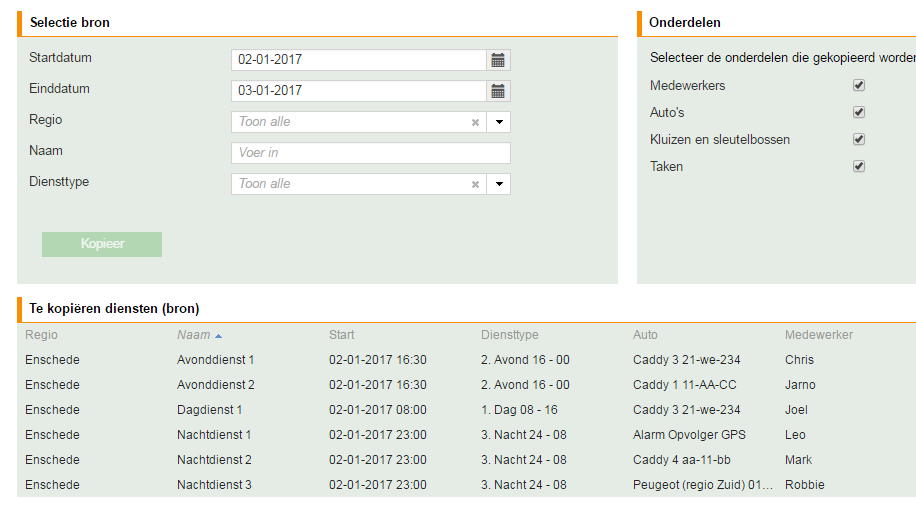 Selectie bron
Startdatum 02-01-2017
Einddatum 03-01-2017
Regio Toon alle
Naam Voer in
Diensttype Toon alle
Kopieer
Onderdelen
Selecteer de onderdelen die gekopieerd worden
Medewerkers
Auto's
Kluizen en sleutelbossen
Taken
Te kopiëren diensten (bron)
Regio Naam Start Diensttype Auto Medewerker
Enschede Avonddienst 1 02-01-2017 16:30 2. Avond 16 - 00 Caddy 3 21-we-234 Chris
Enschede Avonddienst 2 02-01-2017 16:30 2. Avond 16 - 00 Caddy 1 11-AA-CC Jarno
Enschede Dagdienst 1 02-01-2017 08:00 1. Dag 08 - 16 Caddy 3 21-we-234 Joel
Enschede Nachtdienst 1 02-01-2017 23:00 3. Nacht 24 - 08 Alarm Opvolger GPS Leo
Enschede Nachtdienst 2 02-01-2017 23:00 3. Nacht 24 - 08 Caddy 4 aa-11-bb Mark
Enschede Nachtdienst 3 02-01-2017 23:00 3. Nacht 24 - 08 Peugeot (regio Zuid) 01... Robbie